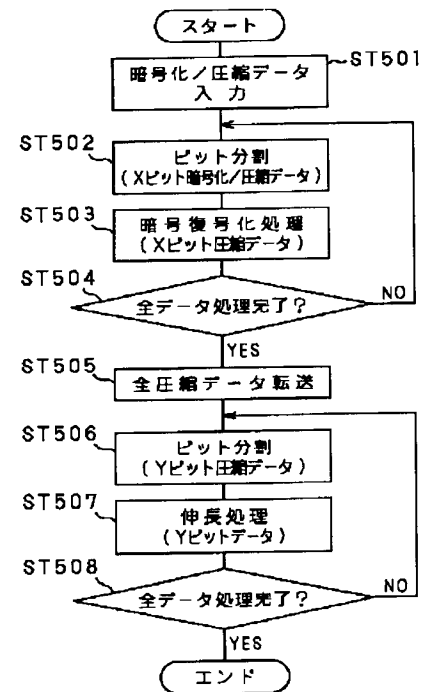 スタート
ST501
暗号化／圧縮データ
入力
ST502
ビット分割
(Xビット暗号化／圧縮データ)
ST503
暗号復号化処理
(Xビット圧縮データ)
ST504
全データ処理完了？
NO
YES
ST505
全圧縮データ転送
ST506
ビット分割
(Yビット圧縮データ)
ST507
伸長処理
(Yビットデータ)
ST508
全データ処理完了？
NO
YES
エンド